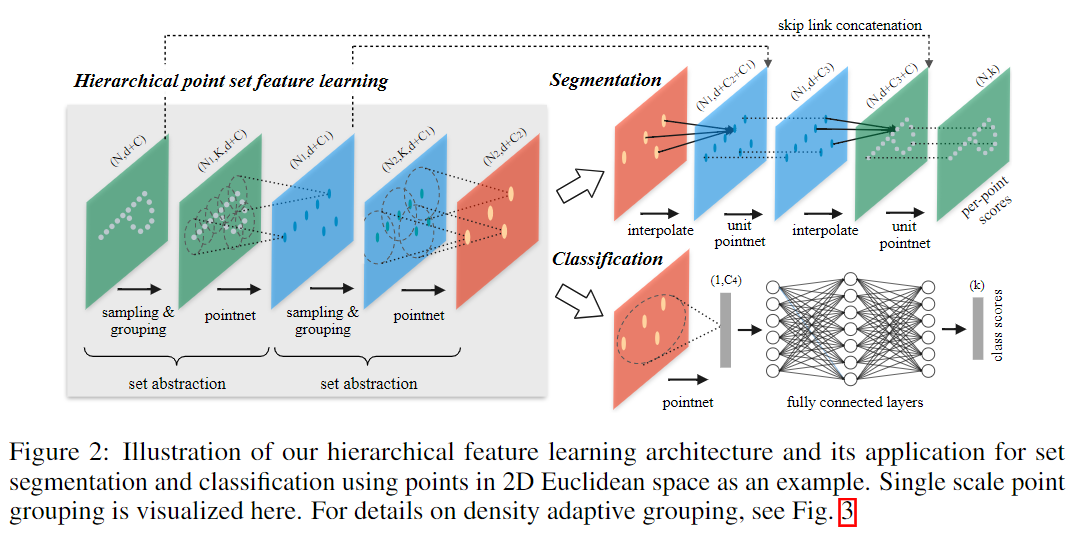 skip link concatenation
Hierarchical point set feature learning
(N,d+C)
(N1,K,d+C)
(N1,d+C1)
(N2,K,d+C1)
(N2,d+C2)
sampling &
grouping
pointnet
sampling &
grouping
pointnet
set abstraction
set abstraction
Segmentation
(N1,d+C2+C1)
(N1,d+C3)
(N,d+C3+C)
(N,k)
interpolate
unit
pointnet
interpolate
unit
pointnet
per-point
scores
Classification
(1,C4)
(k)
pointnet
fully connected layers
class scores
Figure 2: Illustration of our hierarchical feature learning architecture and its application for set
segmentation and classification using points in 2D Euclidean space as an example. Single scale point
grouping is visualized here. For details on density adaptive grouping, see Fig. 3